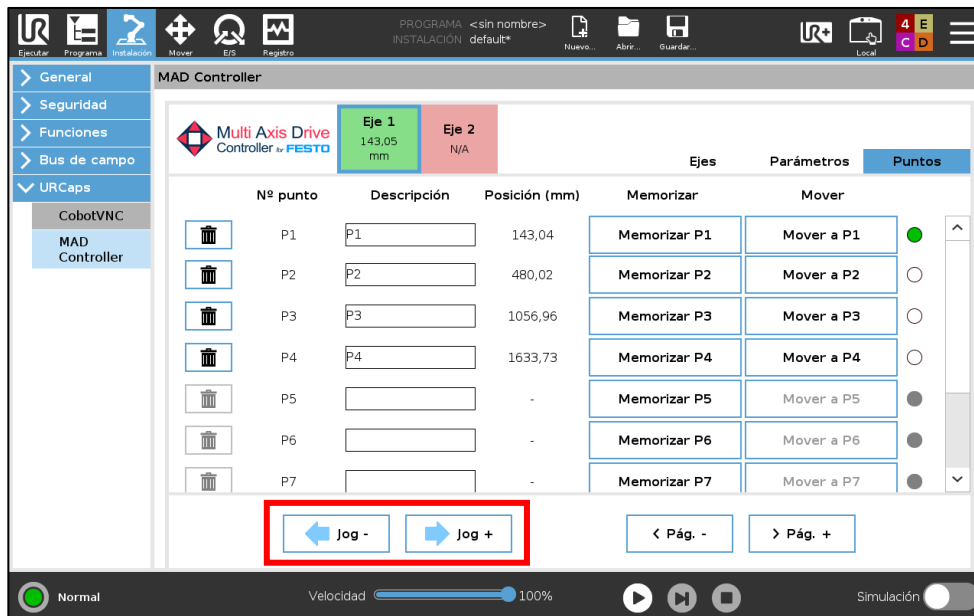 PROGRAMA <sin nombre>
INSTALACIÓN default*
Ejecutar Programa Instalación Mover E/S Registro Nuevo... Abrir... Guardar... UR+ Local 4 E C D
General
MAD Controller
Seguridad
Funciones
Bus de campo
URCaps
CobotVNC
MAD
Controller
Multi Axis Drive
Controller for FESTO
Eje 1
143,05
mm
Eje 2
N/A
Ejes Parámetros Puntos
Nº punto Descripción Posición (mm) Memorizar Mover
P1 P1 143,04 Memorizar P1 Mover a P1
P2 P2 480,02 Memorizar P2 Mover a P2
P3 P3 1056,96 Memorizar P3 Mover a P3
P4 P4 1633,73 Memorizar P4 Mover a P4
P5 - Memorizar P5 Mover a P5
P6 - Memorizar P6 Mover a P6
P7 - Memorizar P7 Mover a P7
Jog - Jog + < Pág. - > Pág. +
Normal Velocidad 100% Simulación